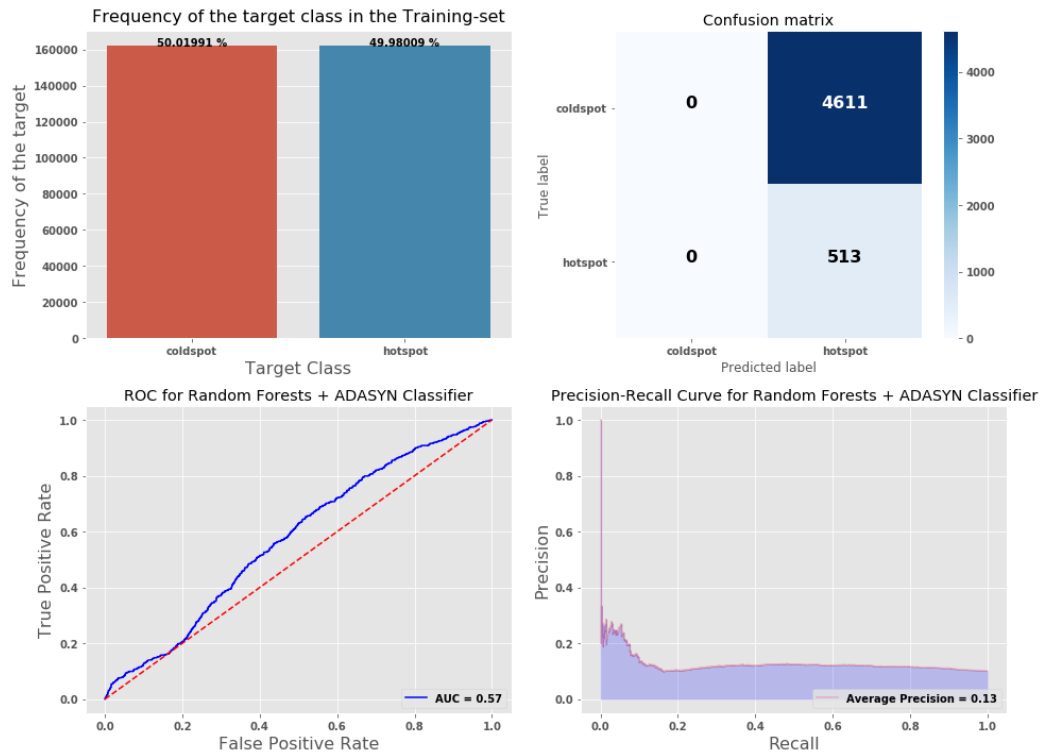 Frequency of the target class in the Training-set
50.01991 %
49.98009 %
160000
140000
120000
100000
80000
60000
40000
20000
0
Frequency of the target
coldspot
hotspot
Target Class
Confusion matrix
coldspot
hotspot
True label
0
4611
0
513
coldspot
hotspot
Predicted label
4000
3000
2000
1000
0
ROC for Random Forests + ADASYN Classifier
1.0
0.8
0.6
0.4
0.2
0.0
True Positive Rate
AUC = 0.57
0.0
0.2
0.4
0.6
0.8
1.0
False Positive Rate
Precision-Recall Curve for Random Forests + ADASYN Classifier
1.0
0.8
0.6
0.4
0.2
0.0
Precision
Average Precision = 0.13
0.0
0.2
0.4
0.6
0.8
1.0
Recall